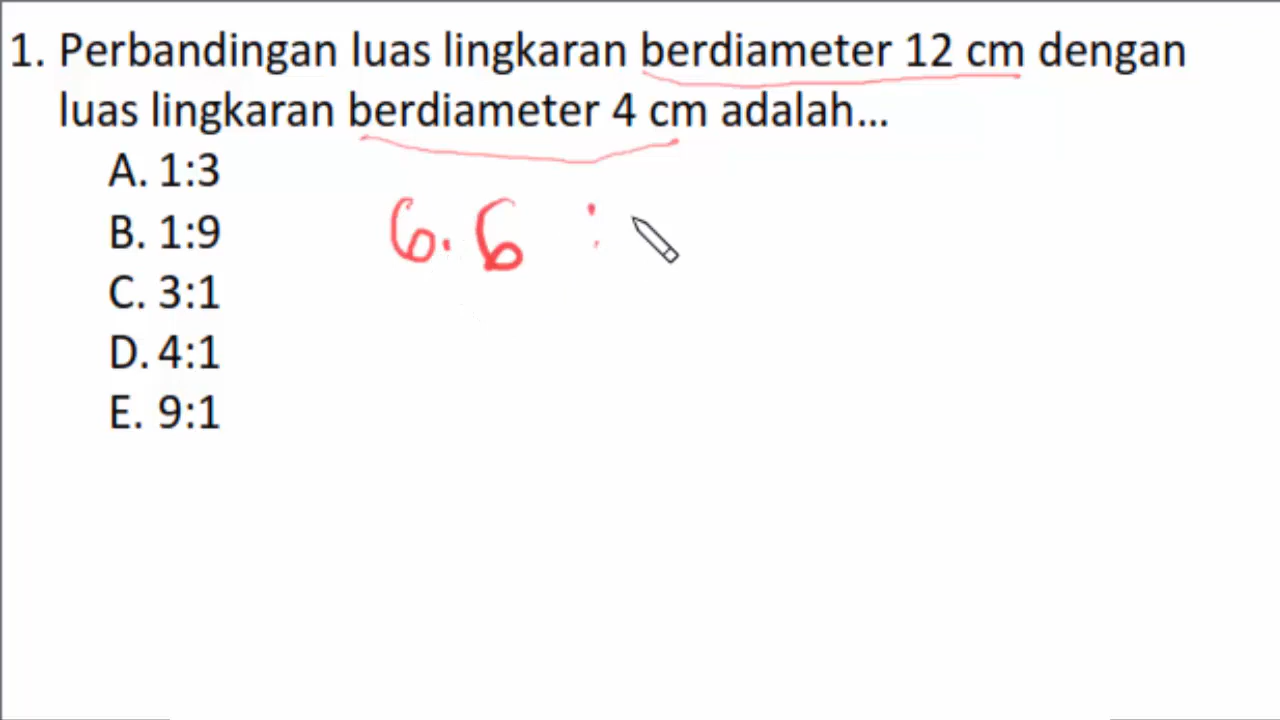 1. Perbandingan luas lingkaran berdiameter 12 cm dengan
luas lingkaran berdiameter 4 cm adalah...
A. 1:3
B. 1:9
C. 3:1
D. 4:1
E. 9:1
6.6 :